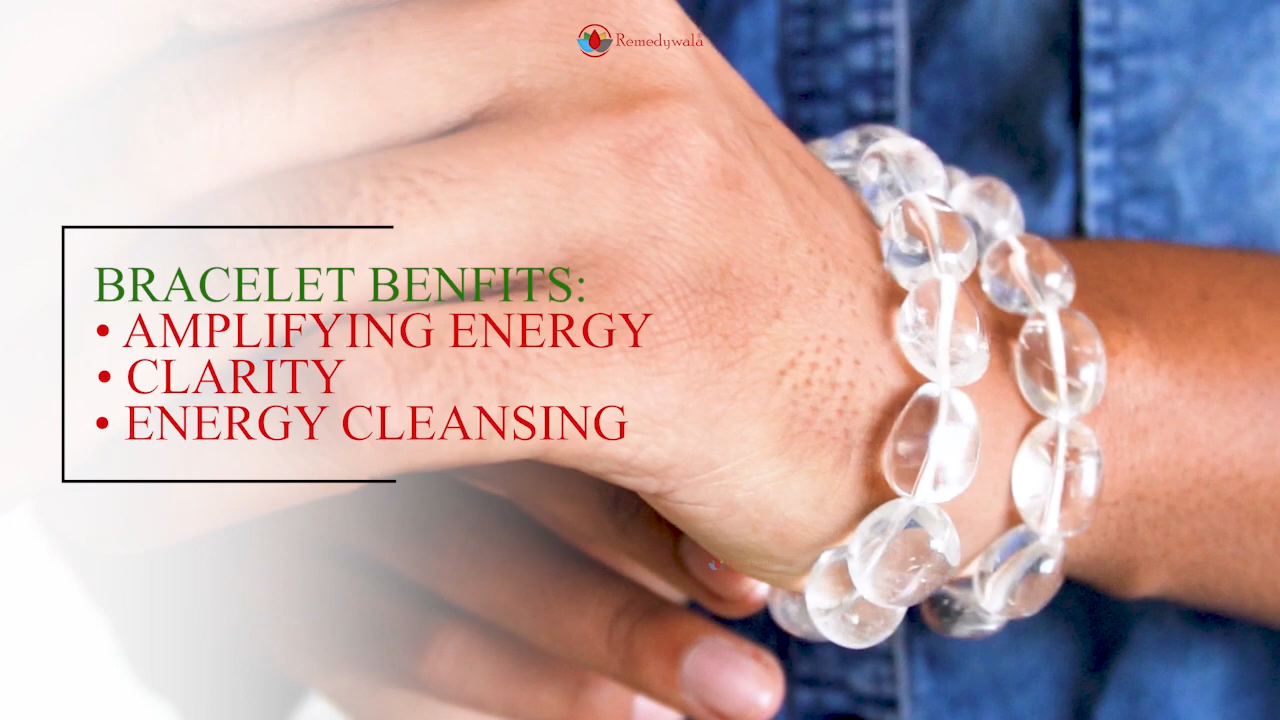 Remedywala
BRACELET BENFITS:
• AMPLIFYING ENERGY
• CLARITY
• ENERGY CLEANSING